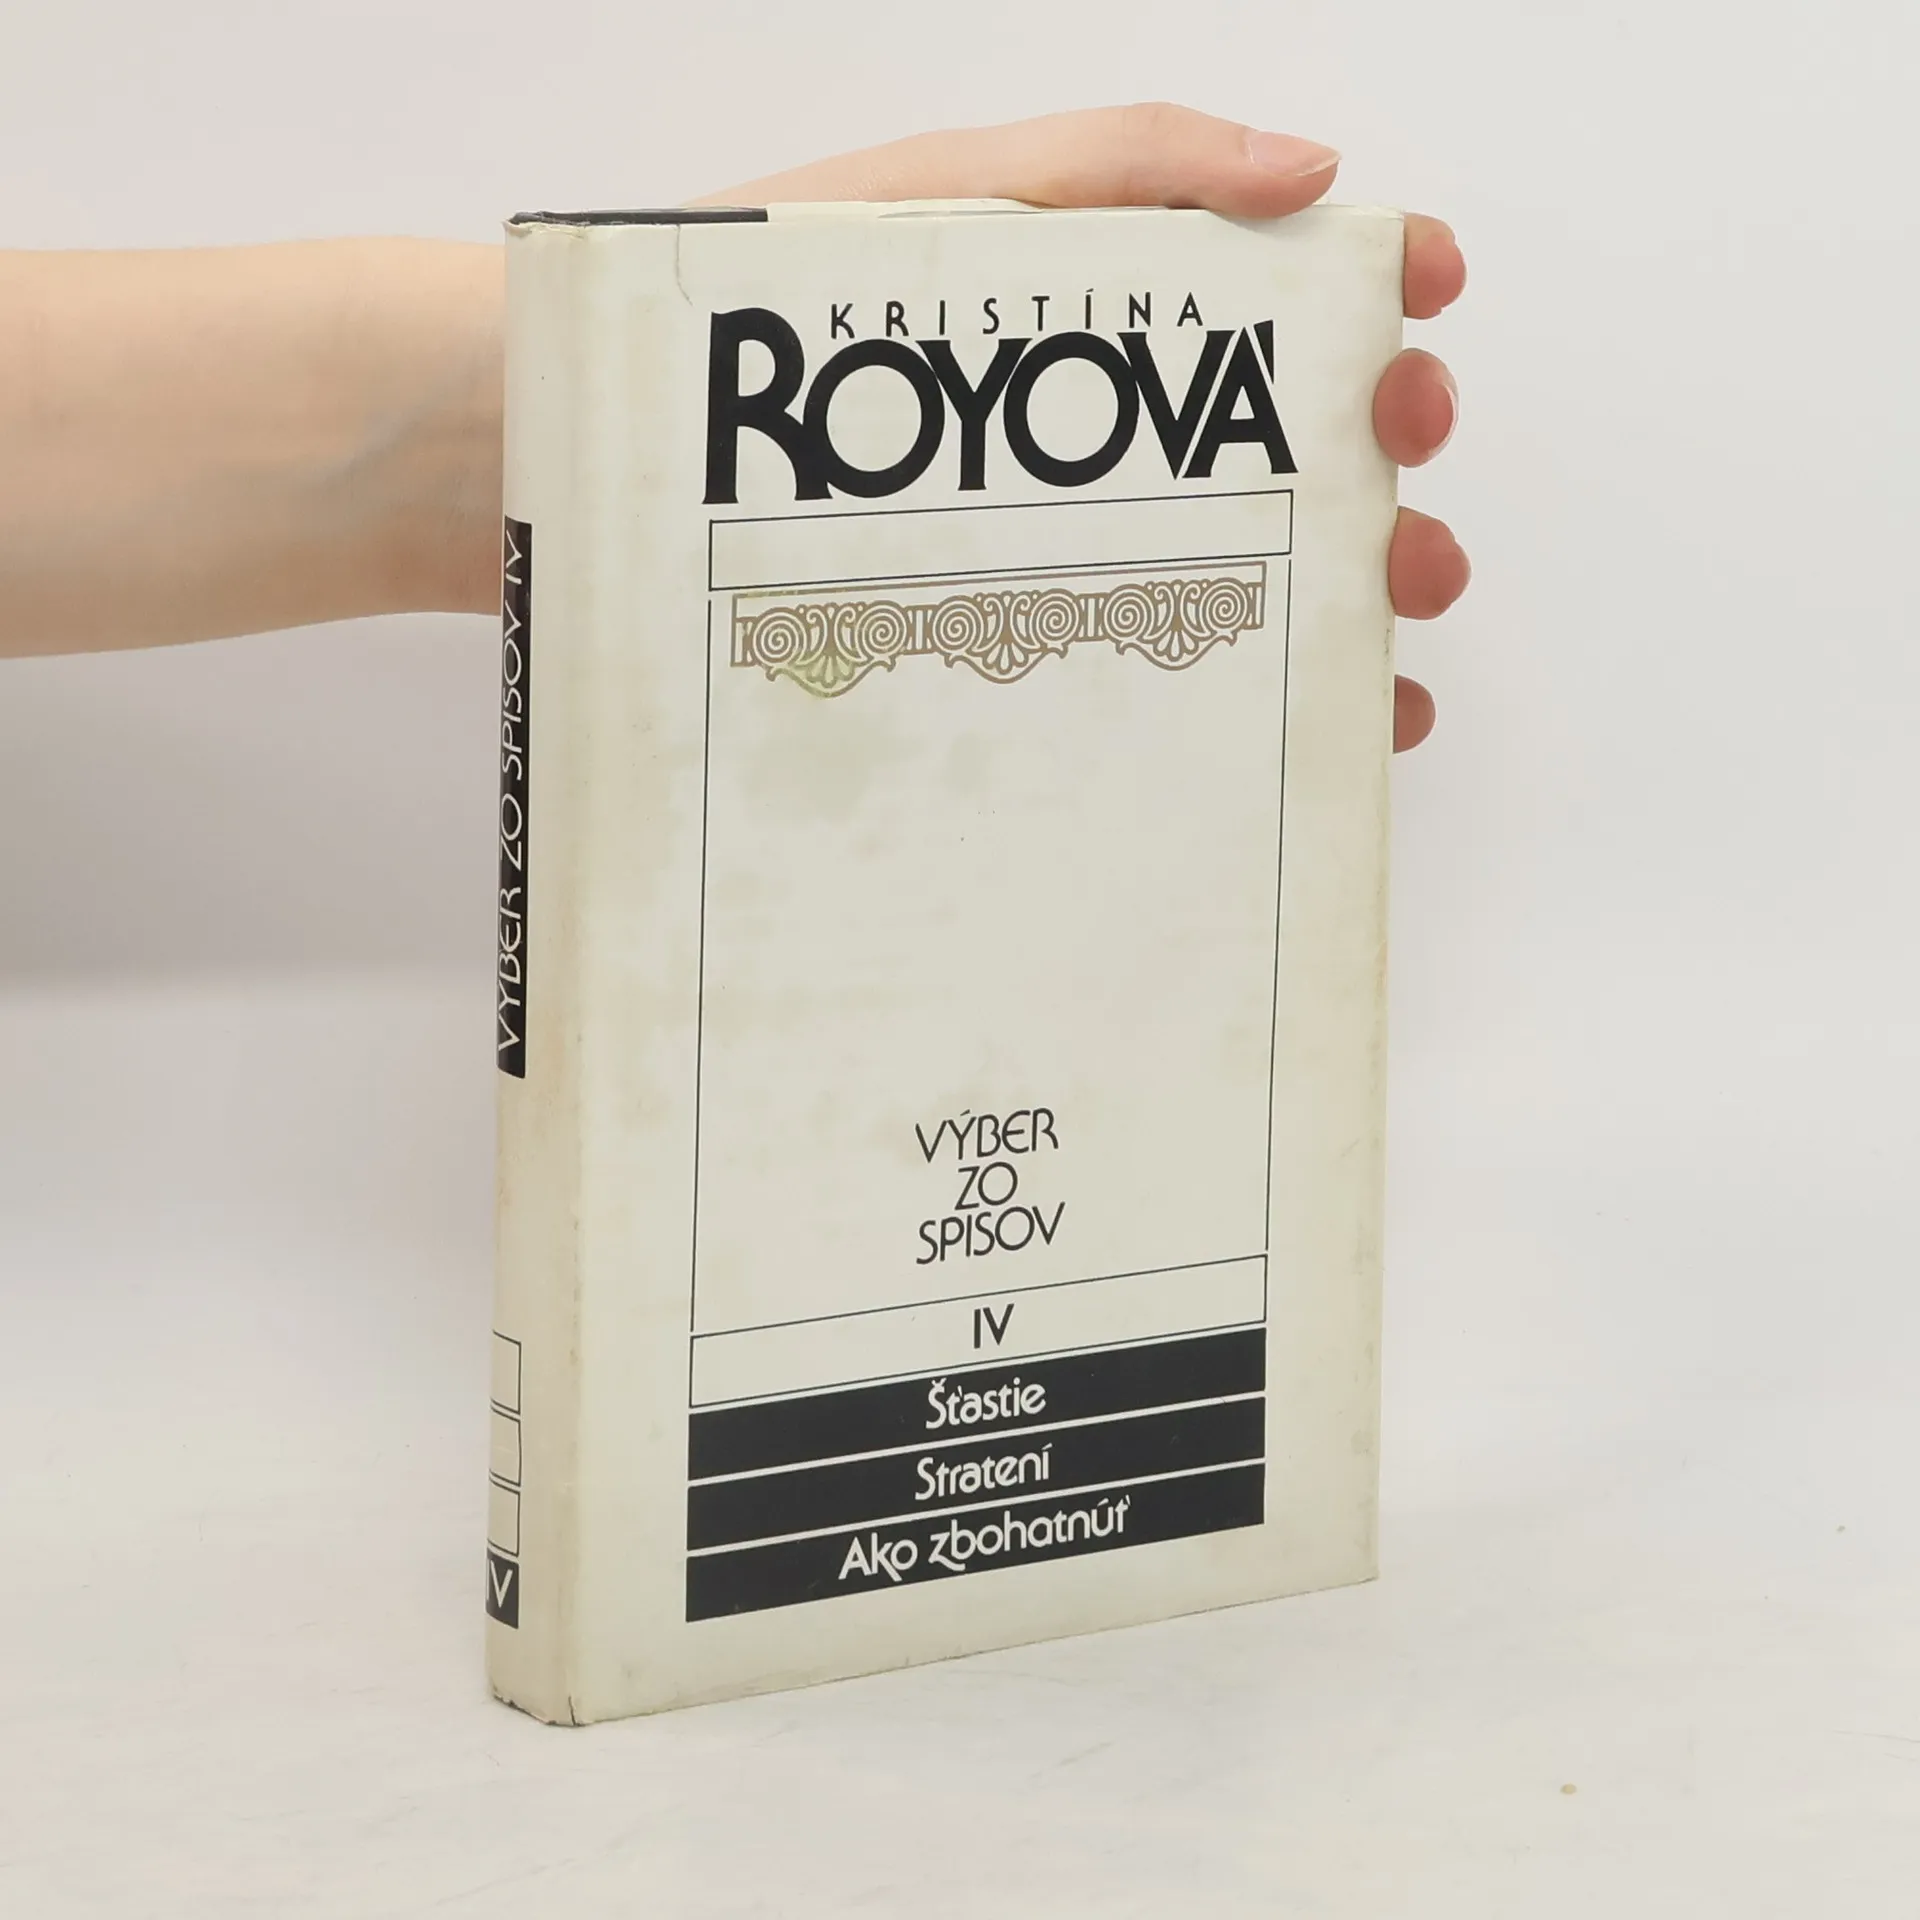 KRISTÍNA
ROYOVÁ
VÝBER
ZO
SPISOV
IV
Šťastie
Stratení
Ako zbohatnúť
VÝBER ZO SPISOV IV
IV